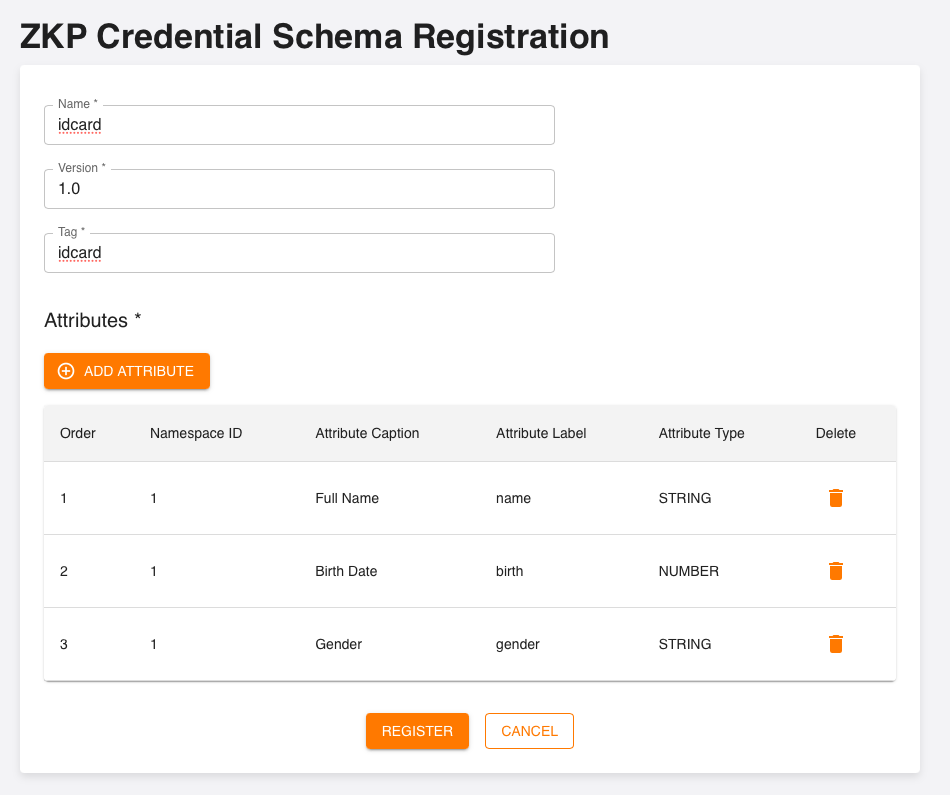 ZKP Credential Schema Registration
Name *
idcard
Version *
1.0
Tag *
idcard
Attributes *
ADD ATTRIBUTE
Order Namespace ID Attribute Caption Attribute Label Attribute Type Delete
1 1 Full Name name STRING
2 1 Birth Date birth NUMBER
3 1 Gender gender STRING
REGISTER CANCEL